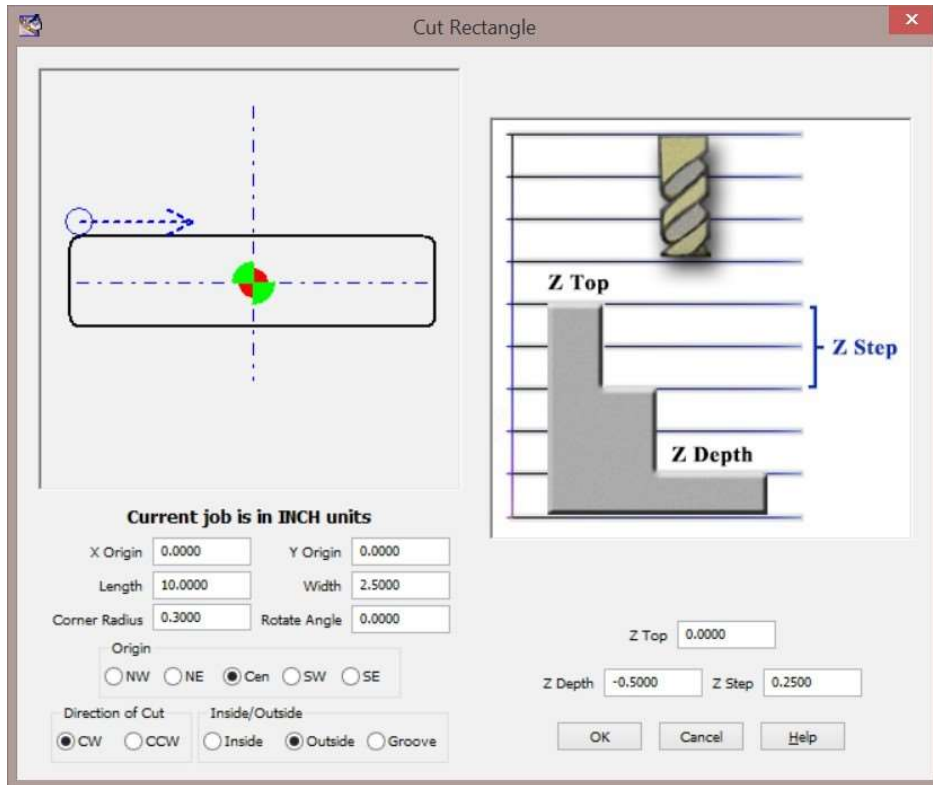 Cut Rectangle
Z Top
Z Step
Z Depth
Current job is in INCH units
X Origin 0.0000 Y Origin 0.0000
Length 10.0000 Width 2.5000
Corner Radius 0.3000 Rotate Angle 0.0000
Origin
NW NE Cen SW SE
Direction of Cut Inside/Outside
CW CCW Inside Outside Groove
Z Top 0.0000
Z Depth -0.5000 Z Step 0.2500
OK Cancel Help